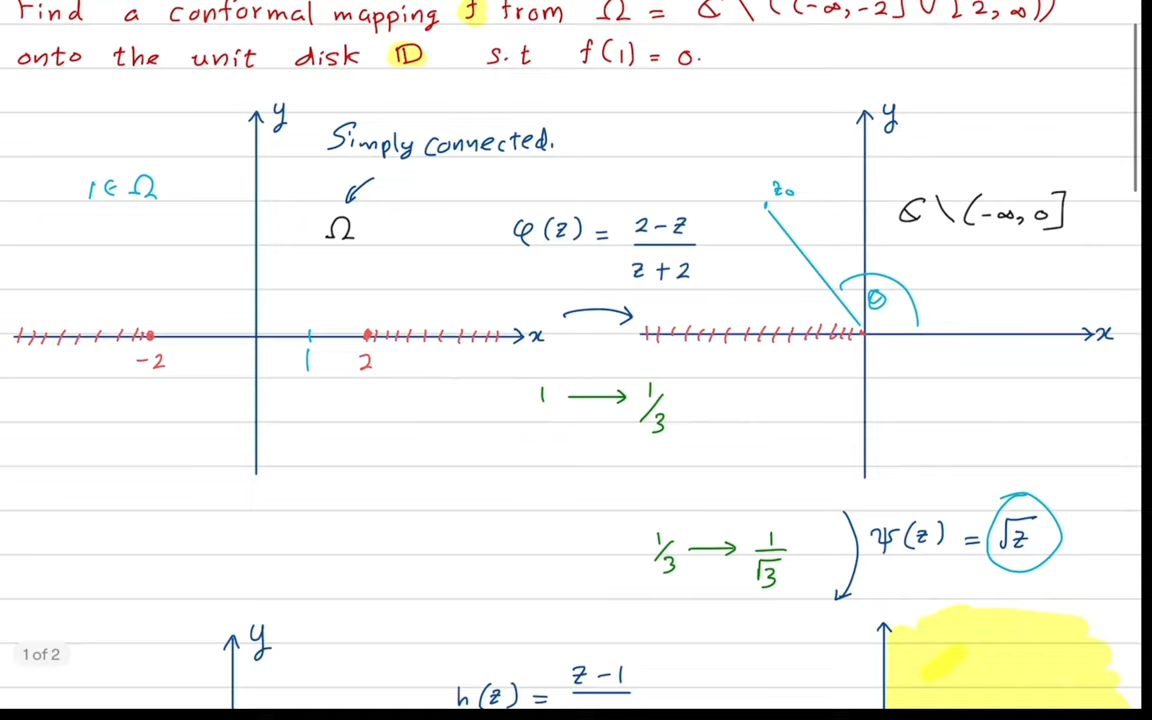 Find a conformal mapping f from Ω = ℂ \ ((-∞, -2] ∪ [2, ∞))
onto the unit disk 𝔻 s.t f(1) = 0.
y
Simply connected.
1 ∈ Ω
Ω
φ(z) = 2-z / z+2
x
-2
1
2
y
z₀
ℂ \ (-∞, 0]
θ
x
1 → 1/3
1/3 → 1/√3
ψ(z) = √z
y
1 of 2
h(z) = z-1